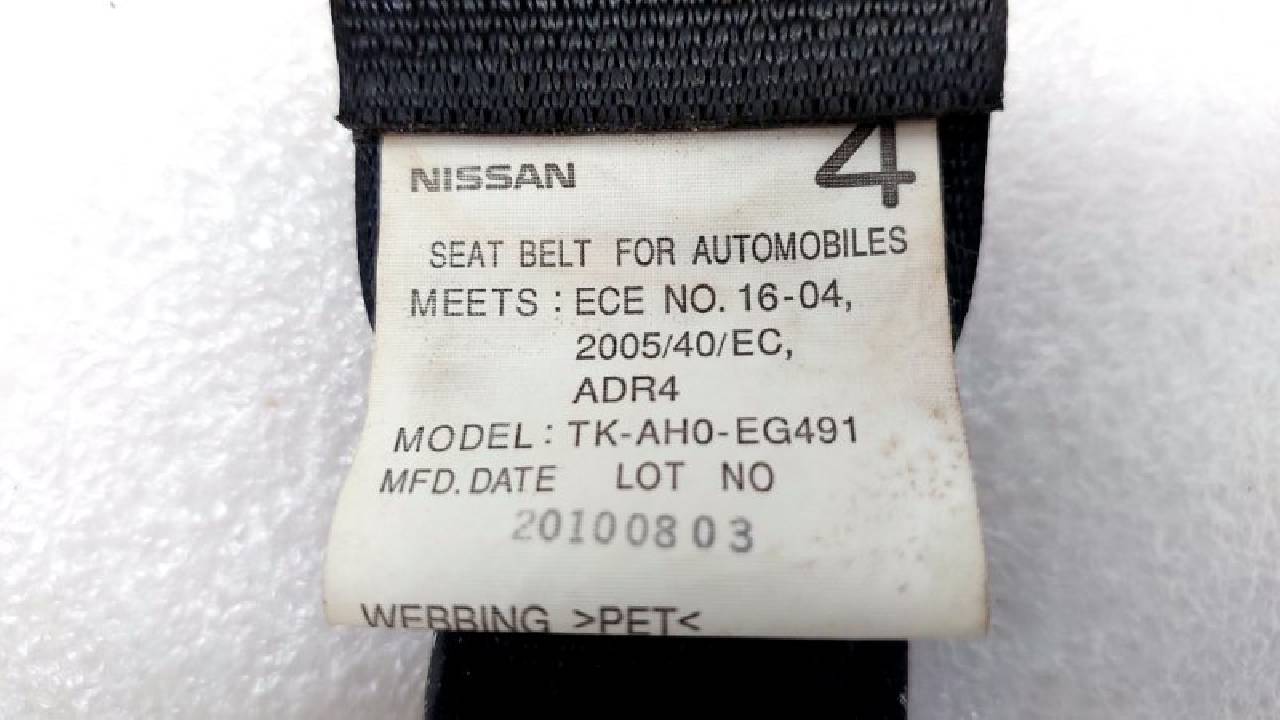 NISSAN 4
SEAT BELT FOR AUTOMOBILES
MEETS : ECE NO. 16-04,
2005/40/EC,
ADR4
MODEL : TK-AH0-EG491
MFD. DATE LOT NO
20100803
WEBBING >PET<